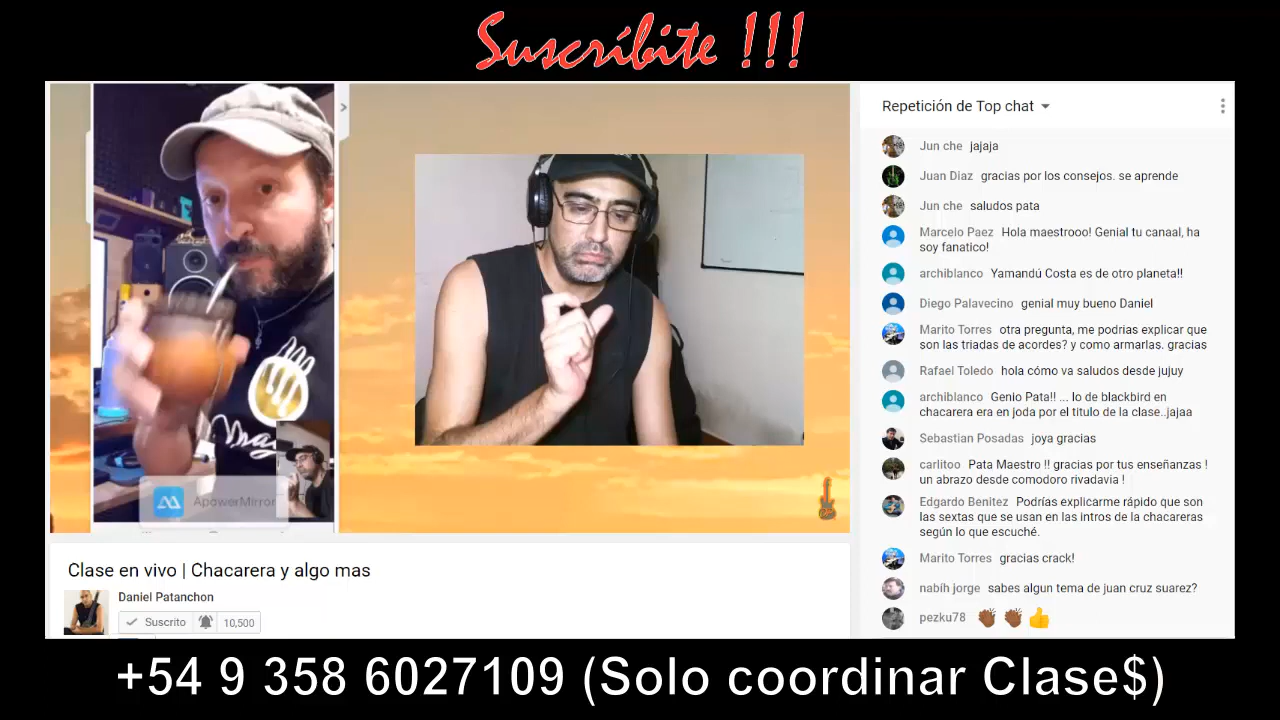 Suscríbite !!!
Repetición de Top chat
Jun che jajaja
Juan Diaz gracias por los consejos. se aprende
Jun che saludos pata
Marcelo Paez Hola maestrooo! Genial tu canaal, ha
soy fanatico!
archiblanco Yamandú Costa es de otro planeta!!
Diego Palavecino genial muy bueno Daniel
Marito Torres otra pregunta, me podrias explicar que
son las triadas de acordes? y como armarlas. gracias
Rafael Toledo hola cómo va saludos desde jujuy
archiblanco Genio Pata!! ... lo de blackbird en
chacarera era en joda por el titulo de la clase..jajaa
Sebastian Posadas joya gracias
carlitoo Pata Maestro !! gracias por tus enseñanzas !
un abrazo desde comodoro rivadavia !
Edgardo Benitez Podrías explicarme rápido que son
las sextas que se usan en las intros de la chacareras
según lo que escuché.
Marito Torres gracias crack!
nabíh jorge sabes algun tema de juan cruz suarez?
pezku78 👏🏾 👏🏾 👍
ApowerMirror
Clase en vivo | Chacarera y algo mas
Daniel Patanchon
Suscrito 10,500
+54 9 358 6027109 (Solo coordinar Clase$)